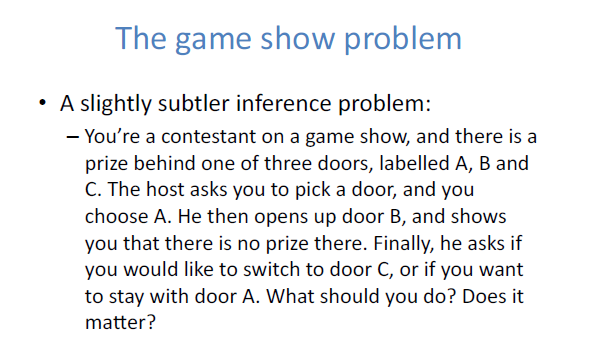 The game show problem
• A slightly subtler inference problem:
– You’re a contestant on a game show, and there is a
prize behind one of three doors, labelled A, B and
C. The host asks you to pick a door, and you
choose A. He then opens up door B, and shows
you that there is no prize there. Finally, he asks if
you would like to switch to door C, or if you want
to stay with door A. What should you do? Does it
matter?